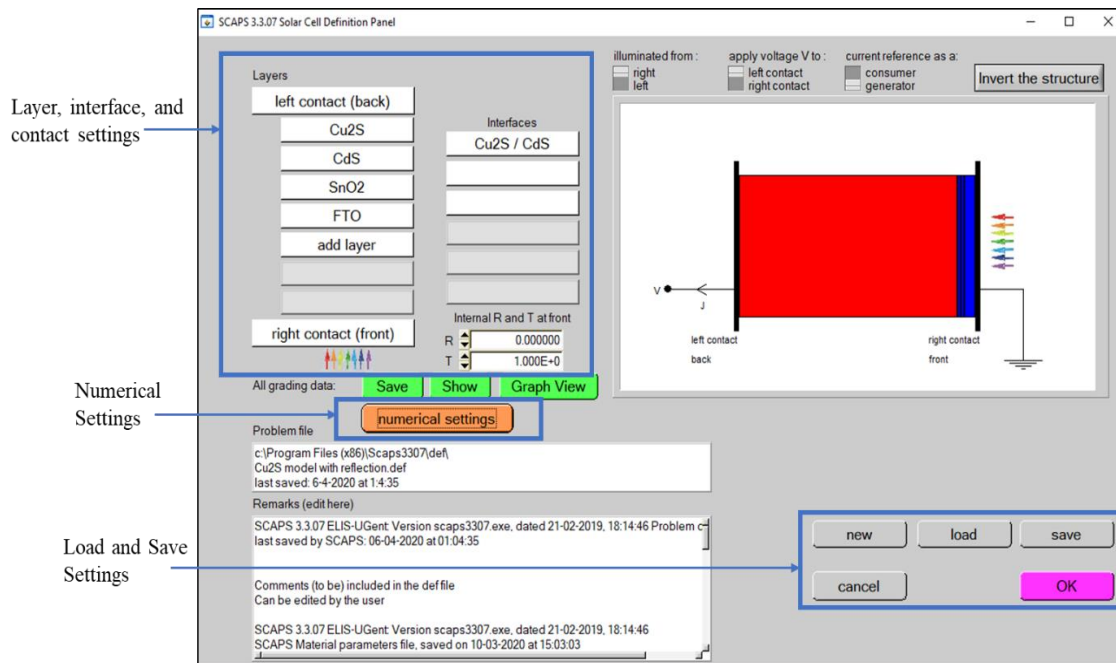 SCAPS 3.3.07 Solar Cell Definition Panel
Layer, interface, and
contact settings
Layers
left contact (back)
Cu2S
CdS
SnO2
FTO
add layer
right contact (front)
Interfaces
Cu2S / CdS
Internal R and T at front
R 0.000000
T 1.000E+0
illuminated from :
right
left
apply voltage V to :
left contact
right contact
current reference as a:
consumer
generator
Invert the structure
V
J
left contact
back
right contact
front
Numerical
Settings
All grading data:
Save
Show
Graph View
numerical settings
Problem file
c:\Program Files (x86)\Scaps3307\def\
Cu2S model with reflection.def
last saved: 6-4-2020 at 1:4:35
Remarks (edit here)
SCAPS 3.3.07 ELIS-UGent: Version scaps3307.exe, dated 21-02-2019, 18:14:46 Problem
last saved by SCAPS: 06-04-2020 at 01:04:35
Comments (to be) included in the def file
Can be edited by the user
SCAPS 3.3.07 ELIS-UGent: Version scaps3307.exe, dated 21-02-2019, 18:14:46
SCAPS Material parameters file, saved on 10-03-2020 at 15:03:03
Load and Save
Settings
new
load
save
cancel
OK